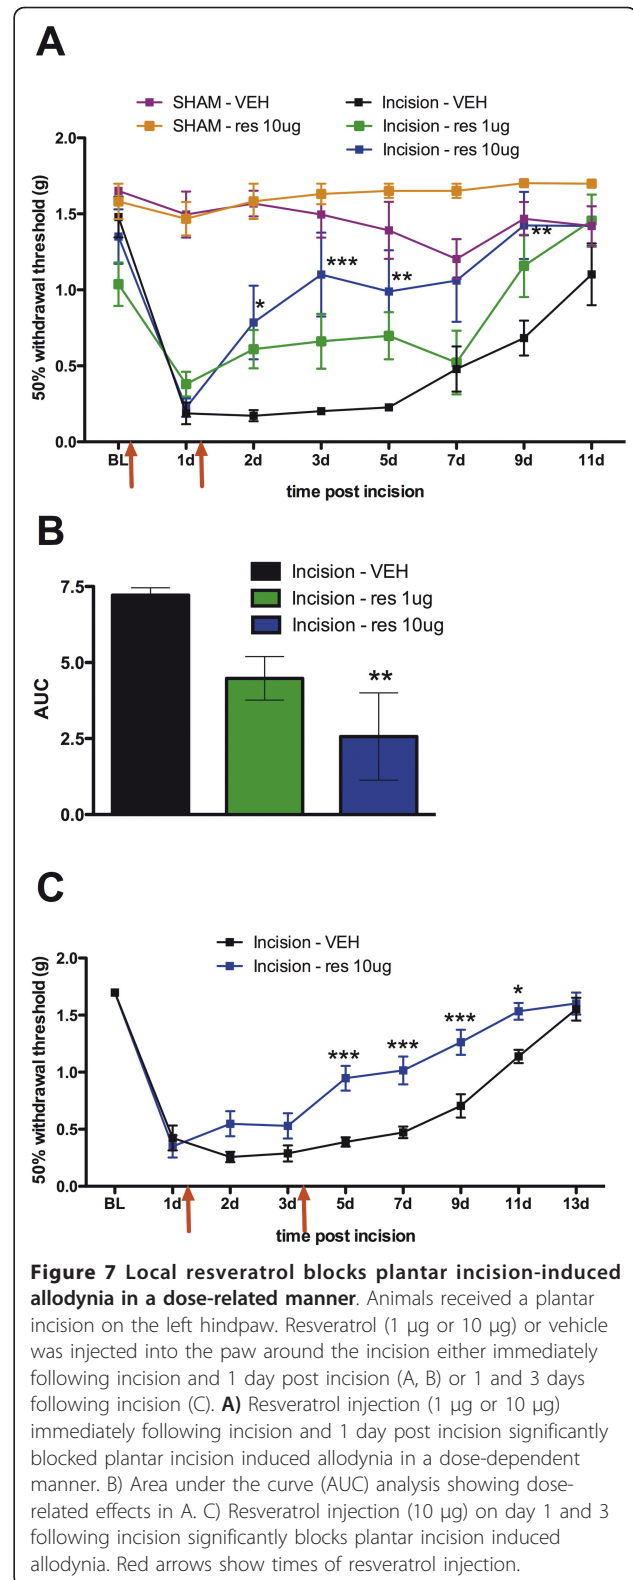 A
SHAM - VEH
SHAM - res 10ug
Incision - VEH
Incision - res 1ug
Incision - res 10ug
50% withdrawal threshold (g)
2.0
1.5
1.0
0.5
0.0
*
***
**
**
BL 1d 2d 3d 5d 7d 9d 11d
time post incision
B
Incision - VEH
Incision - res 1ug
Incision - res 10ug
AUC
7.5
5.0
2.5
0.0
**
C
Incision - VEH
Incision - res 10ug
50% withdrawal threshold (g)
2.0
1.5
1.0
0.5
0.0
***
***
***
*
BL 1d 2d 3d 5d 7d 9d 11d 13d
time post incision
Figure 7 Local resveratrol blocks plantar incision-induced
allodynia in a dose-related manner. Animals received a plantar
incision on the left hindpaw. Resveratrol (1 μg or 10 μg) or vehicle
was injected into the paw around the incision either immediately
following incision and 1 day post incision (A, B) or 1 and 3 days
following incision (C). A) Resveratrol injection (1 μg or 10 μg)
immediately following incision and 1 day post incision significantly
blocked plantar incision induced allodynia in a dose-dependent
manner. B) Area under the curve (AUC) analysis showing dose-
related effects in A. C) Resveratrol injection (10 μg) on day 1 and 3
following incision significantly blocks plantar incision induced
allodynia. Red arrows show times of resveratrol injection.